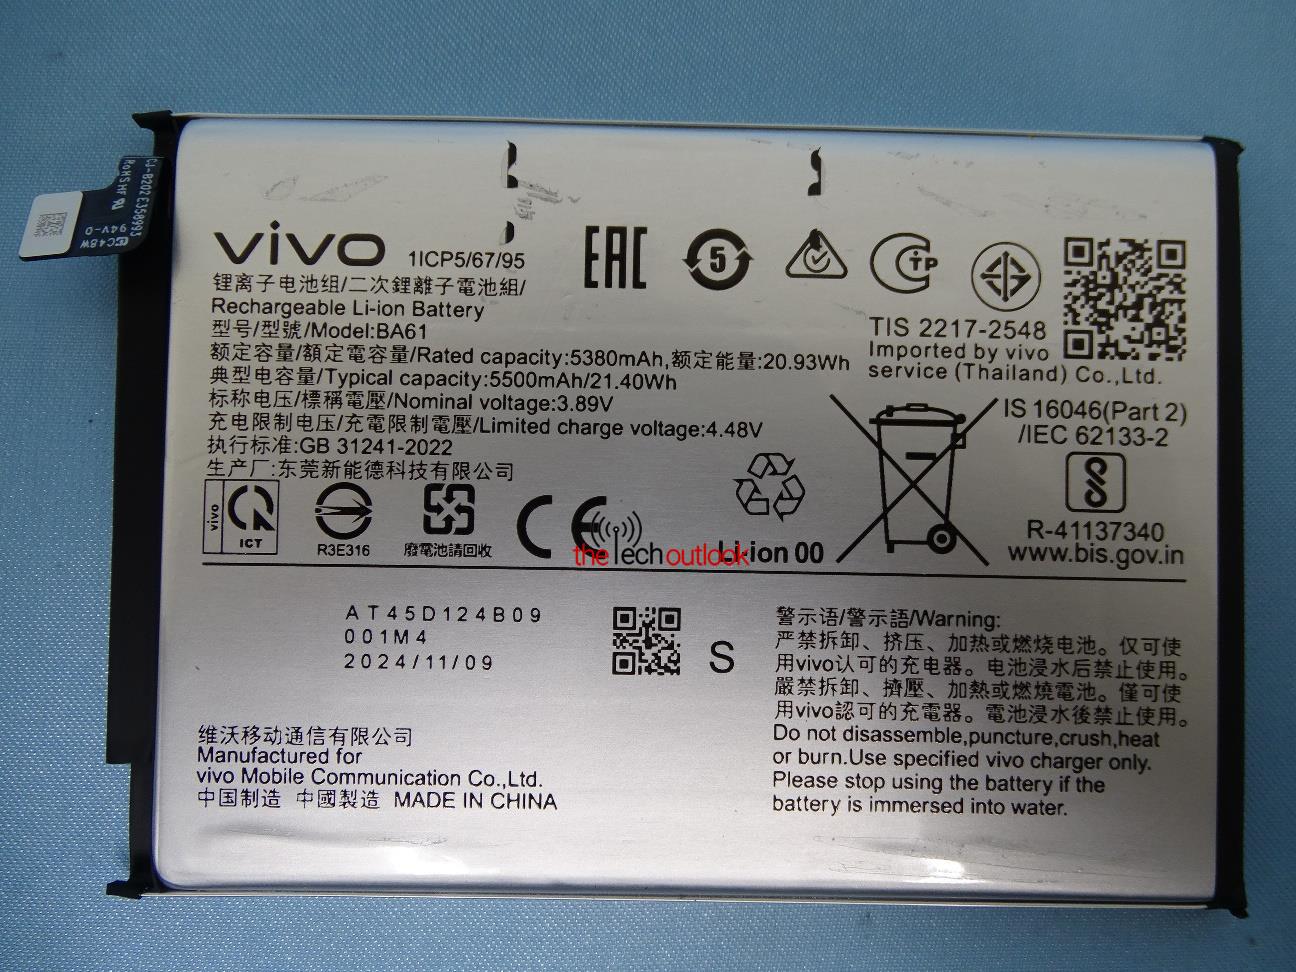 CJ-B202
E358993
RoHSHF
GC48W
94V-0
vivo 1ICP5/67/95
锂离子电池组/二次鋰離子電池組/
Rechargeable Li-ion Battery
型号/型號/Model:BA61
额定容量/額定電容量/Rated capacity:5380mAh,额定能量:20.93Wh
典型电容量/Typical capacity:5500mAh/21.40Wh
标称电压/標稱電壓/Nominal voltage:3.89V
充电限制电压/充電限制電壓/Limited charge voltage:4.48V
执行标准:GB 31241-2022
生产厂:东莞新能德科技有限公司
EAC
5
TP
TIS 2217-2548
Imported by vivo
service (Thailand) Co.,Ltd.
IS 16046(Part 2)
/IEC 62133-2
R-41137340
www.bis.gov.in
vivo
ICT
R3E316
廢電池請回收
CE
theTechoutlook
Li-ion 00
AT45D124B09
001M4
2024/11/09
S
维沃移动通信有限公司
Manufactured for
vivo Mobile Communication Co.,Ltd.
中国制造 中國製造 MADE IN CHINA
警示语/警示語/Warning:
严禁拆卸、挤压、加热或燃烧电池。仅可使
用vivo认可的充电器。电池浸水后禁止使用。
嚴禁拆卸、擠壓、加熱或燃燒電池。僅可使
用vivo認可的充電器。電池浸水後禁止使用。
Do not disassemble,puncture,crush,heat
or burn.Use specified vivo charger only.
Please stop using the battery if the
battery is immersed into water.